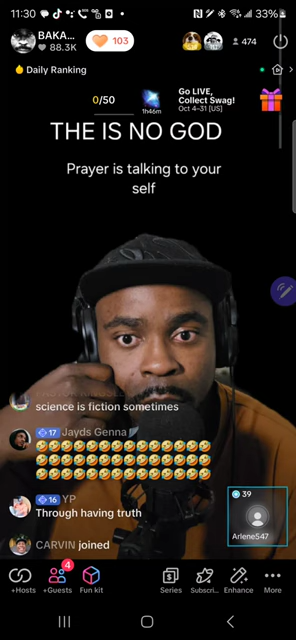 11:30
33%
BAKA...
88.3K
103
474
Daily Ranking
0/50
1h46m
Go LIVE,
Collect Swag!
Oct 4–31 [US]
THE IS NO GOD
Prayer is talking to your
self
science is fiction sometimes
17 Jayds Genna
16 YP
Through having truth
CARVIN joined
39
Arlene547
4
+Hosts
+Guests
Fun kit
Series
Subscri...
Enhance
More